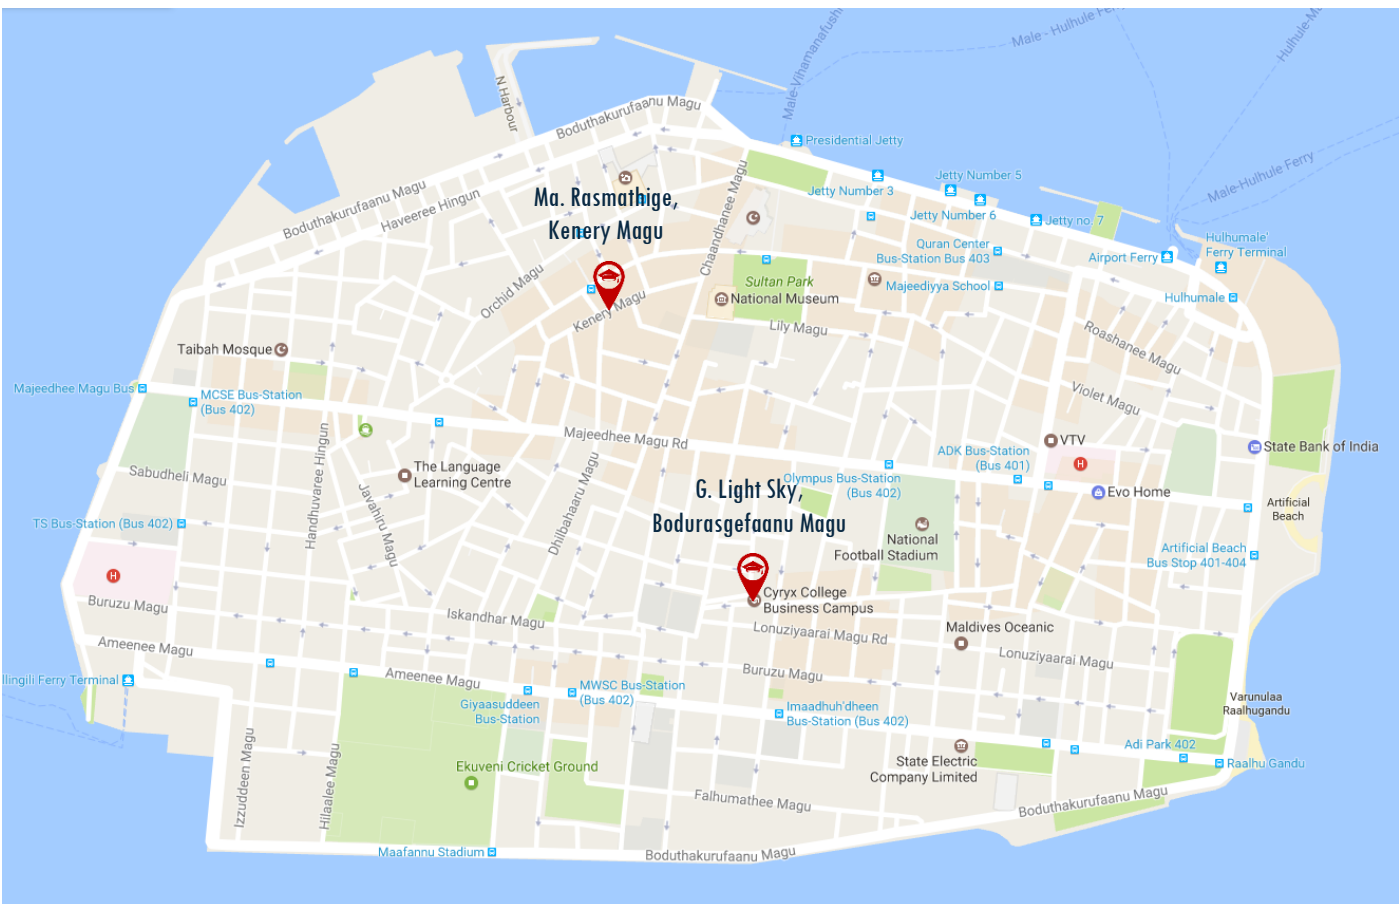 Male-Vihamanafushi
Male - Hulhule Ferry
N Harbour
Boduthakurufaanu Magu
Presidential Jetty
Male-Hulhule Ferry
Jetty Number 3
Jetty Number 5
Jetty Number 6
Jetty no. 7
Boduthakurufaanu Magu
Haveeree Hingun
Ma. Rasmathige,
Kenery Magu
Chaandhanee Magu
Quran Center
Bus-Station Bus 403
Airport Ferry
Hulhumale'
Ferry Terminal
Orchid Magu
Kenery Magu
Sultan Park
National Museum
Majeediyya School
Hulhumale
Lily Magu
Roashanee Magu
Taibah Mosque
Majeedhee Magu Bus
MCSE Bus-Station
(Bus 402)
Violet Magu
Majeedhee Magu Rd
VTV
State Bank of India
ADK Bus-Station
(Bus 401)
H
The Language
Learning Centre
Sabudheli Magu
Handhuvaree Hingun
Javahiru Magu
Dhilbahaaru Magu
Olympus Bus-Station
(Bus 402)
G. Light Sky,
Bodurasgefaanu Magu
Evo Home
Artificial
Beach
TS Bus-Station (Bus 402)
National
Football Stadium
Artificial Beach
Bus Stop 401-404
H
Buruzu Magu
Cyryx College
Business Campus
Iskandhar Magu
Lonuziyaarai Magu Rd
Maldives Oceanic
Lonuziyaarai Magu
Ameenee Magu
Ameenee Magu
Buruzu Magu
llingili Ferry Terminal
MWSC Bus-Station
(Bus 402)
Giyaasuddeen
Bus-Station
Imaadhuh'dheen
Bus-Station (Bus 402)
Varunulaa
Raalhugandu
Adi Park 402
Raalhu Gandu
Izzuddeen Magu
Hilaalee Magu
Ekuveni Cricket Ground
State Electric
Company Limited
Falhumathee Magu
Boduthakurufaanu Magu
Maafannu Stadium
Boduthakurufaanu Magu